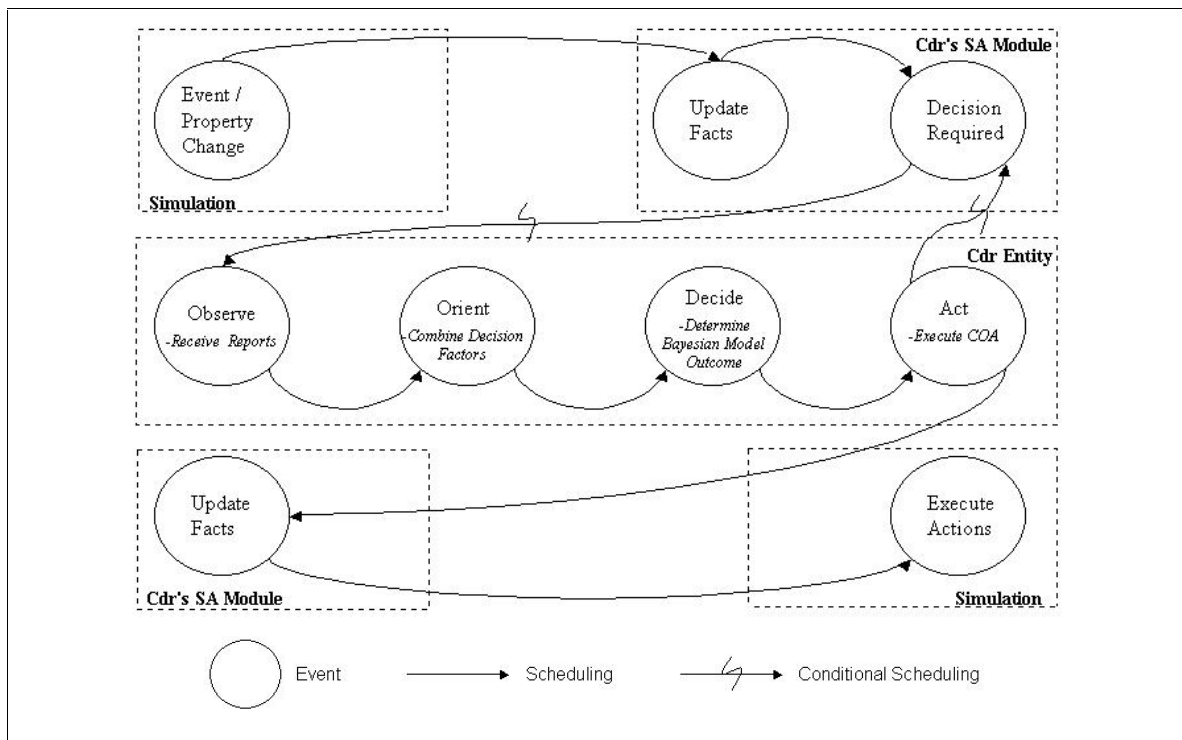 Cdr's SA Module
Event /
Property
Change
Update
Facts
Decision
Required
Simulation
Cdr Entity
Observe
-Receive Reports
Orient
-Combine Decision
Factors
Decide
-Determine
Bayesian Model
Outcome
Act
-Execute COA
Update
Facts
Execute
Actions
Cdr's SA Module
Simulation
Event
Scheduling
Conditional Scheduling